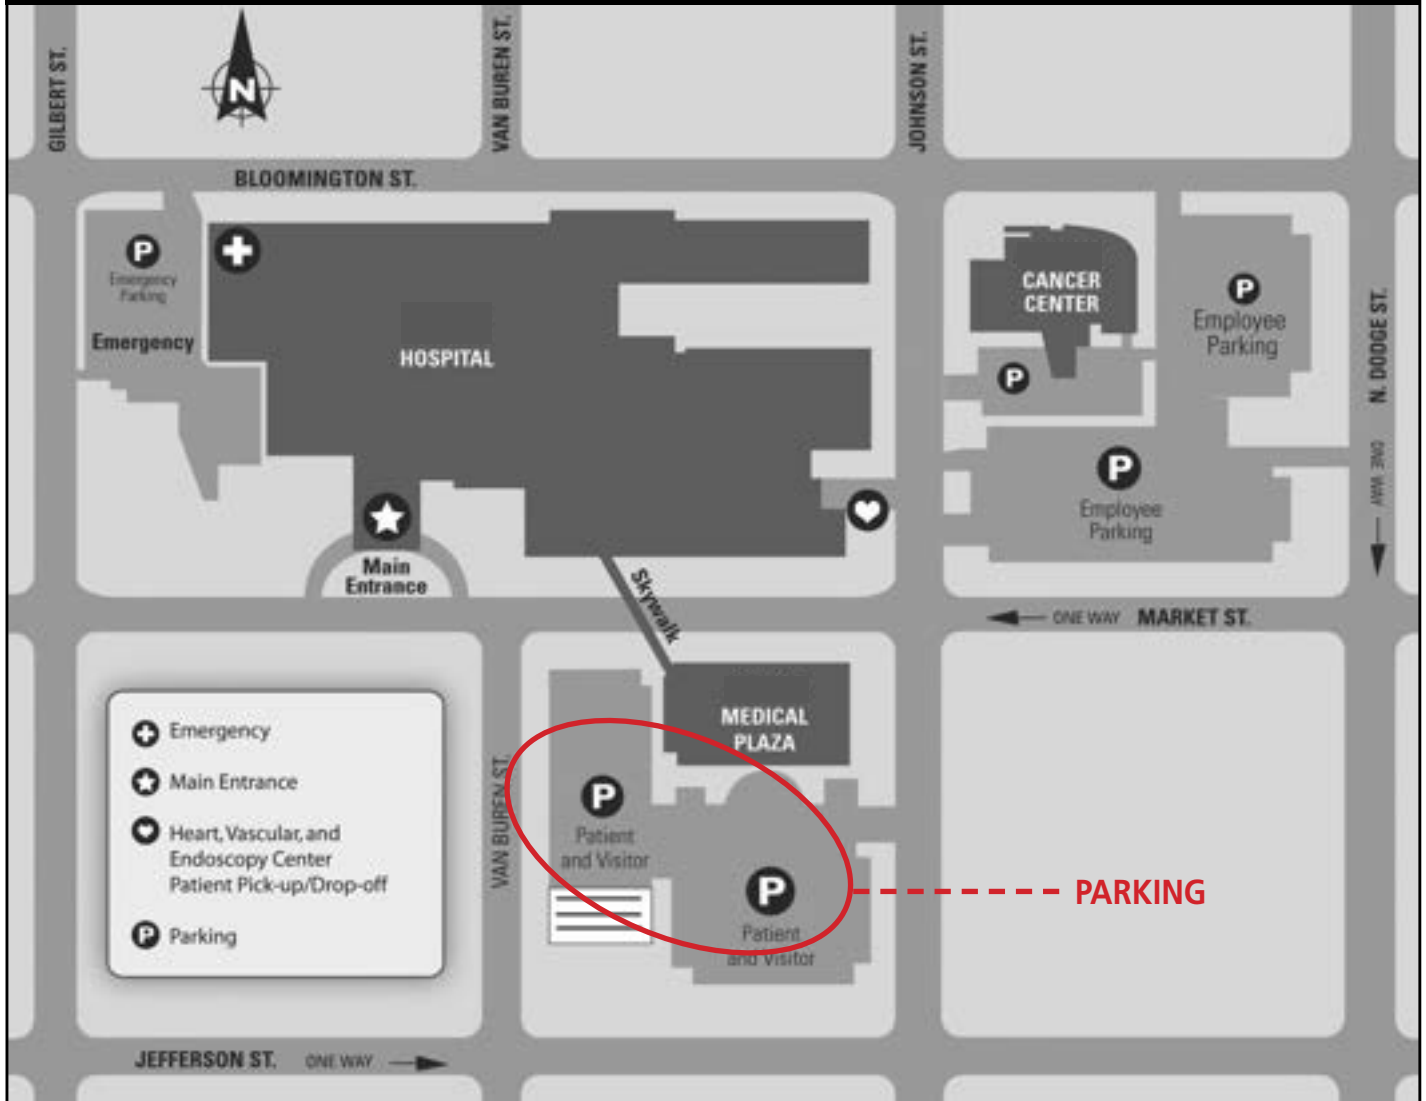 GILBERT ST.
VAN BUREN ST.
JOHNSON ST.
N
BLOOMINGTON ST.
P
Emergency
Parking
Emergency
HOSPITAL
CANCER
CENTER
P
P
Employee
Parking
N. DODGE ST.
ONE WAY
P
Employee
Parking
Main
Entrance
Skywalk
ONE WAY MARKET ST.
MEDICAL
PLAZA
Emergency
Main Entrance
Heart, Vascular, and
Endoscopy Center
Patient Pick-up/Drop-off
P Parking
VAN BUREN ST.
P
Patient
and Visitor
P
Patient
and Visitor
PARKING
JEFFERSON ST. ONE WAY